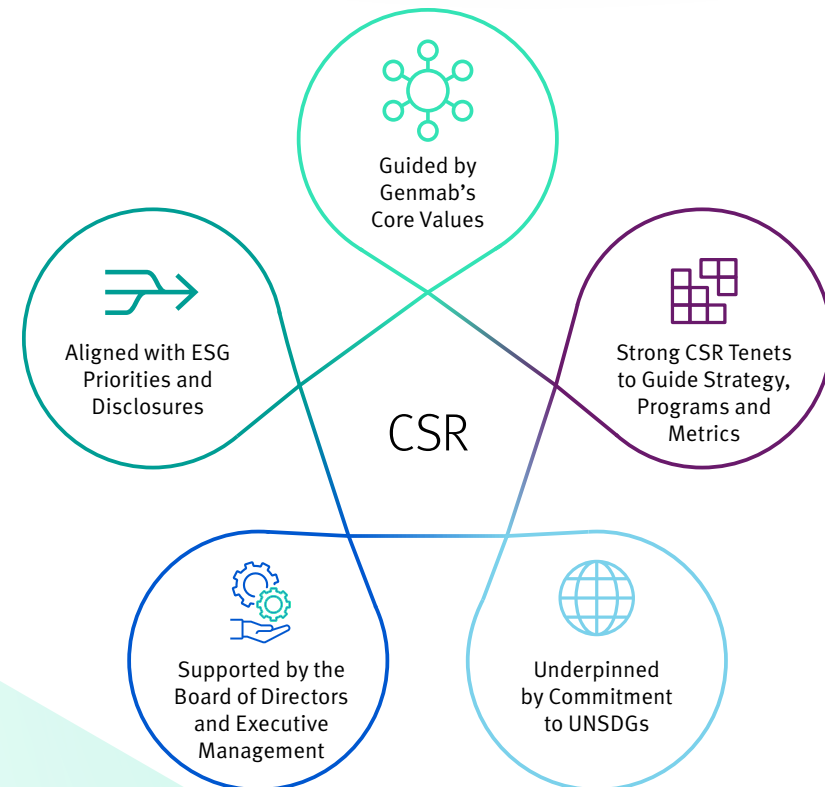 Guided by
Genmab’s
Core Values
Aligned with ESG
Priorities and
Disclosures
Strong CSR Tenets
to Guide Strategy,
Programs and
Metrics
CSR
Supported by the
Board of Directors
and Executive
Management
Underpinned
by Commitment
to UNSDGs